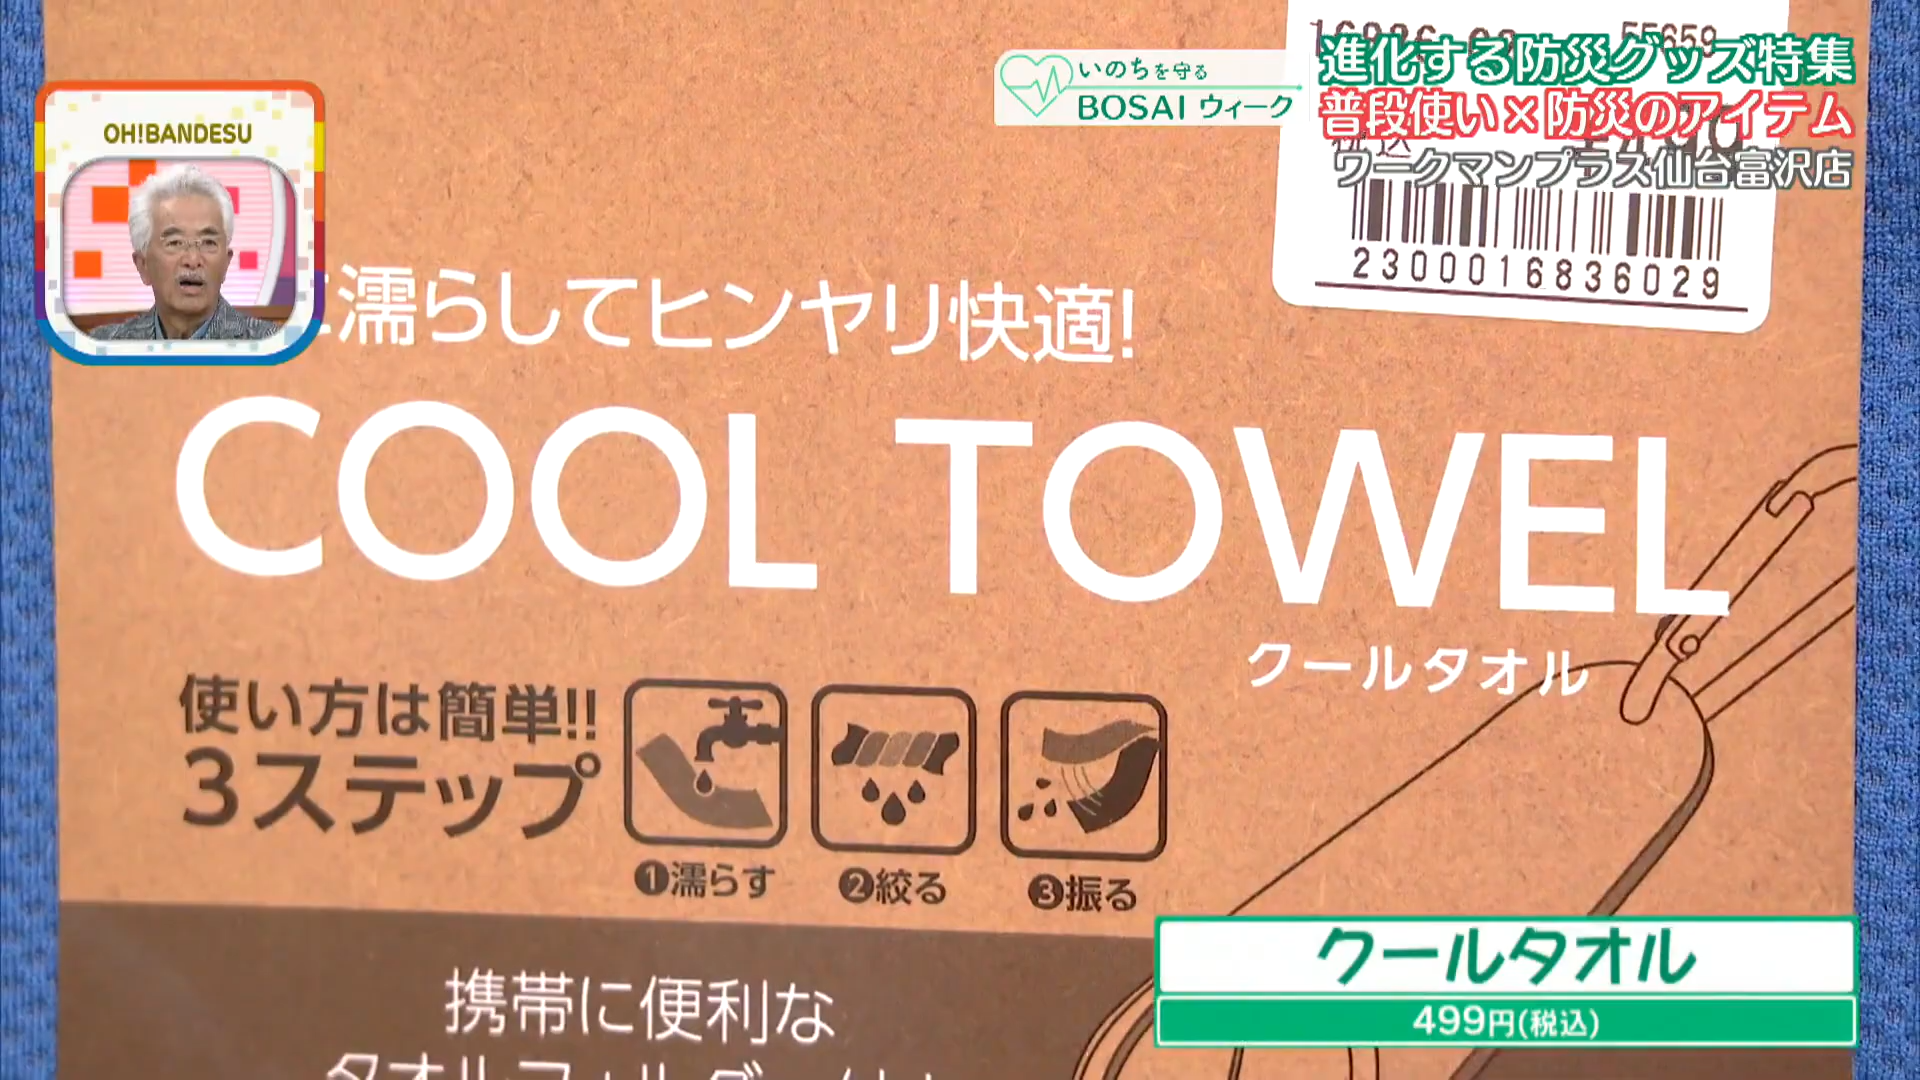 OH!BANDESU
いのちを守る
BOSAI ウィーク
進化する防災グッズ特集
普段使い×防災のアイテム
ワークマンプラス仙台富沢店
55659
2300016836029
濡らしてヒンヤリ快適!
COOL TOWEL
クールタオル
使い方は簡単!!
3ステップ
❶濡らす
❷絞る
❸振る
携帯に便利な
クールタオル
499円(税込)